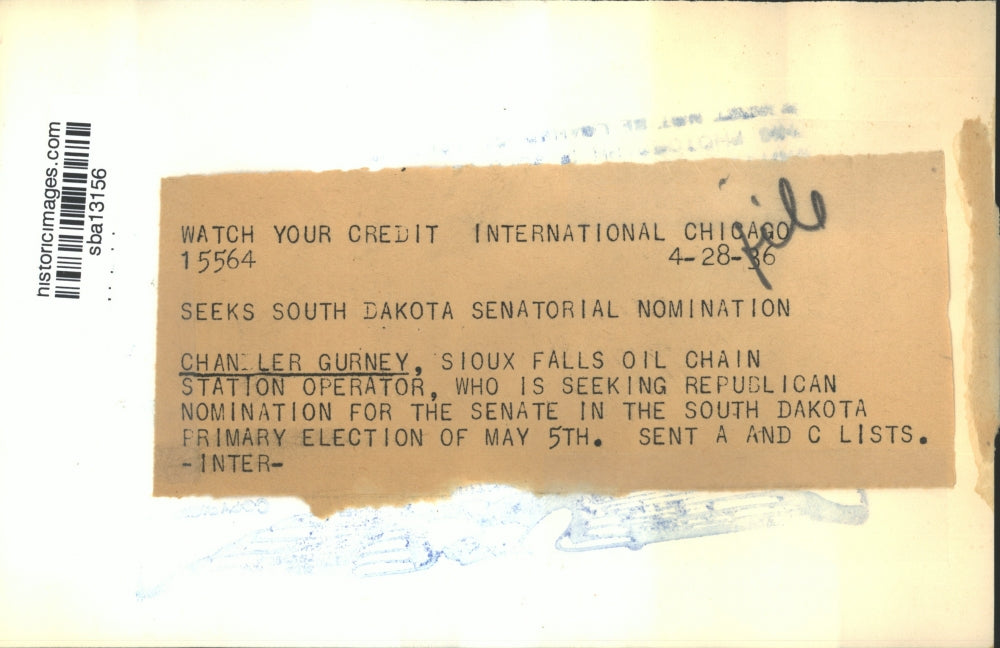 historicimages.com
sba13156
file
WATCH YOUR CREDIT INTERNATIONAL CHICAGO
15564 4-28-36
SEEKS SOUTH DAKOTA SENATORIAL NOMINATION
CHANDLER GURNEY, SIOUX FALLS OIL CHAIN
STATION OPERATOR, WHO IS SEEKING REPUBLICAN
NOMINATION FOR THE SENATE IN THE SOUTH DAKOTA
PRIMARY ELECTION OF MAY 5TH. SENT A AND C LISTS.
-INTER-